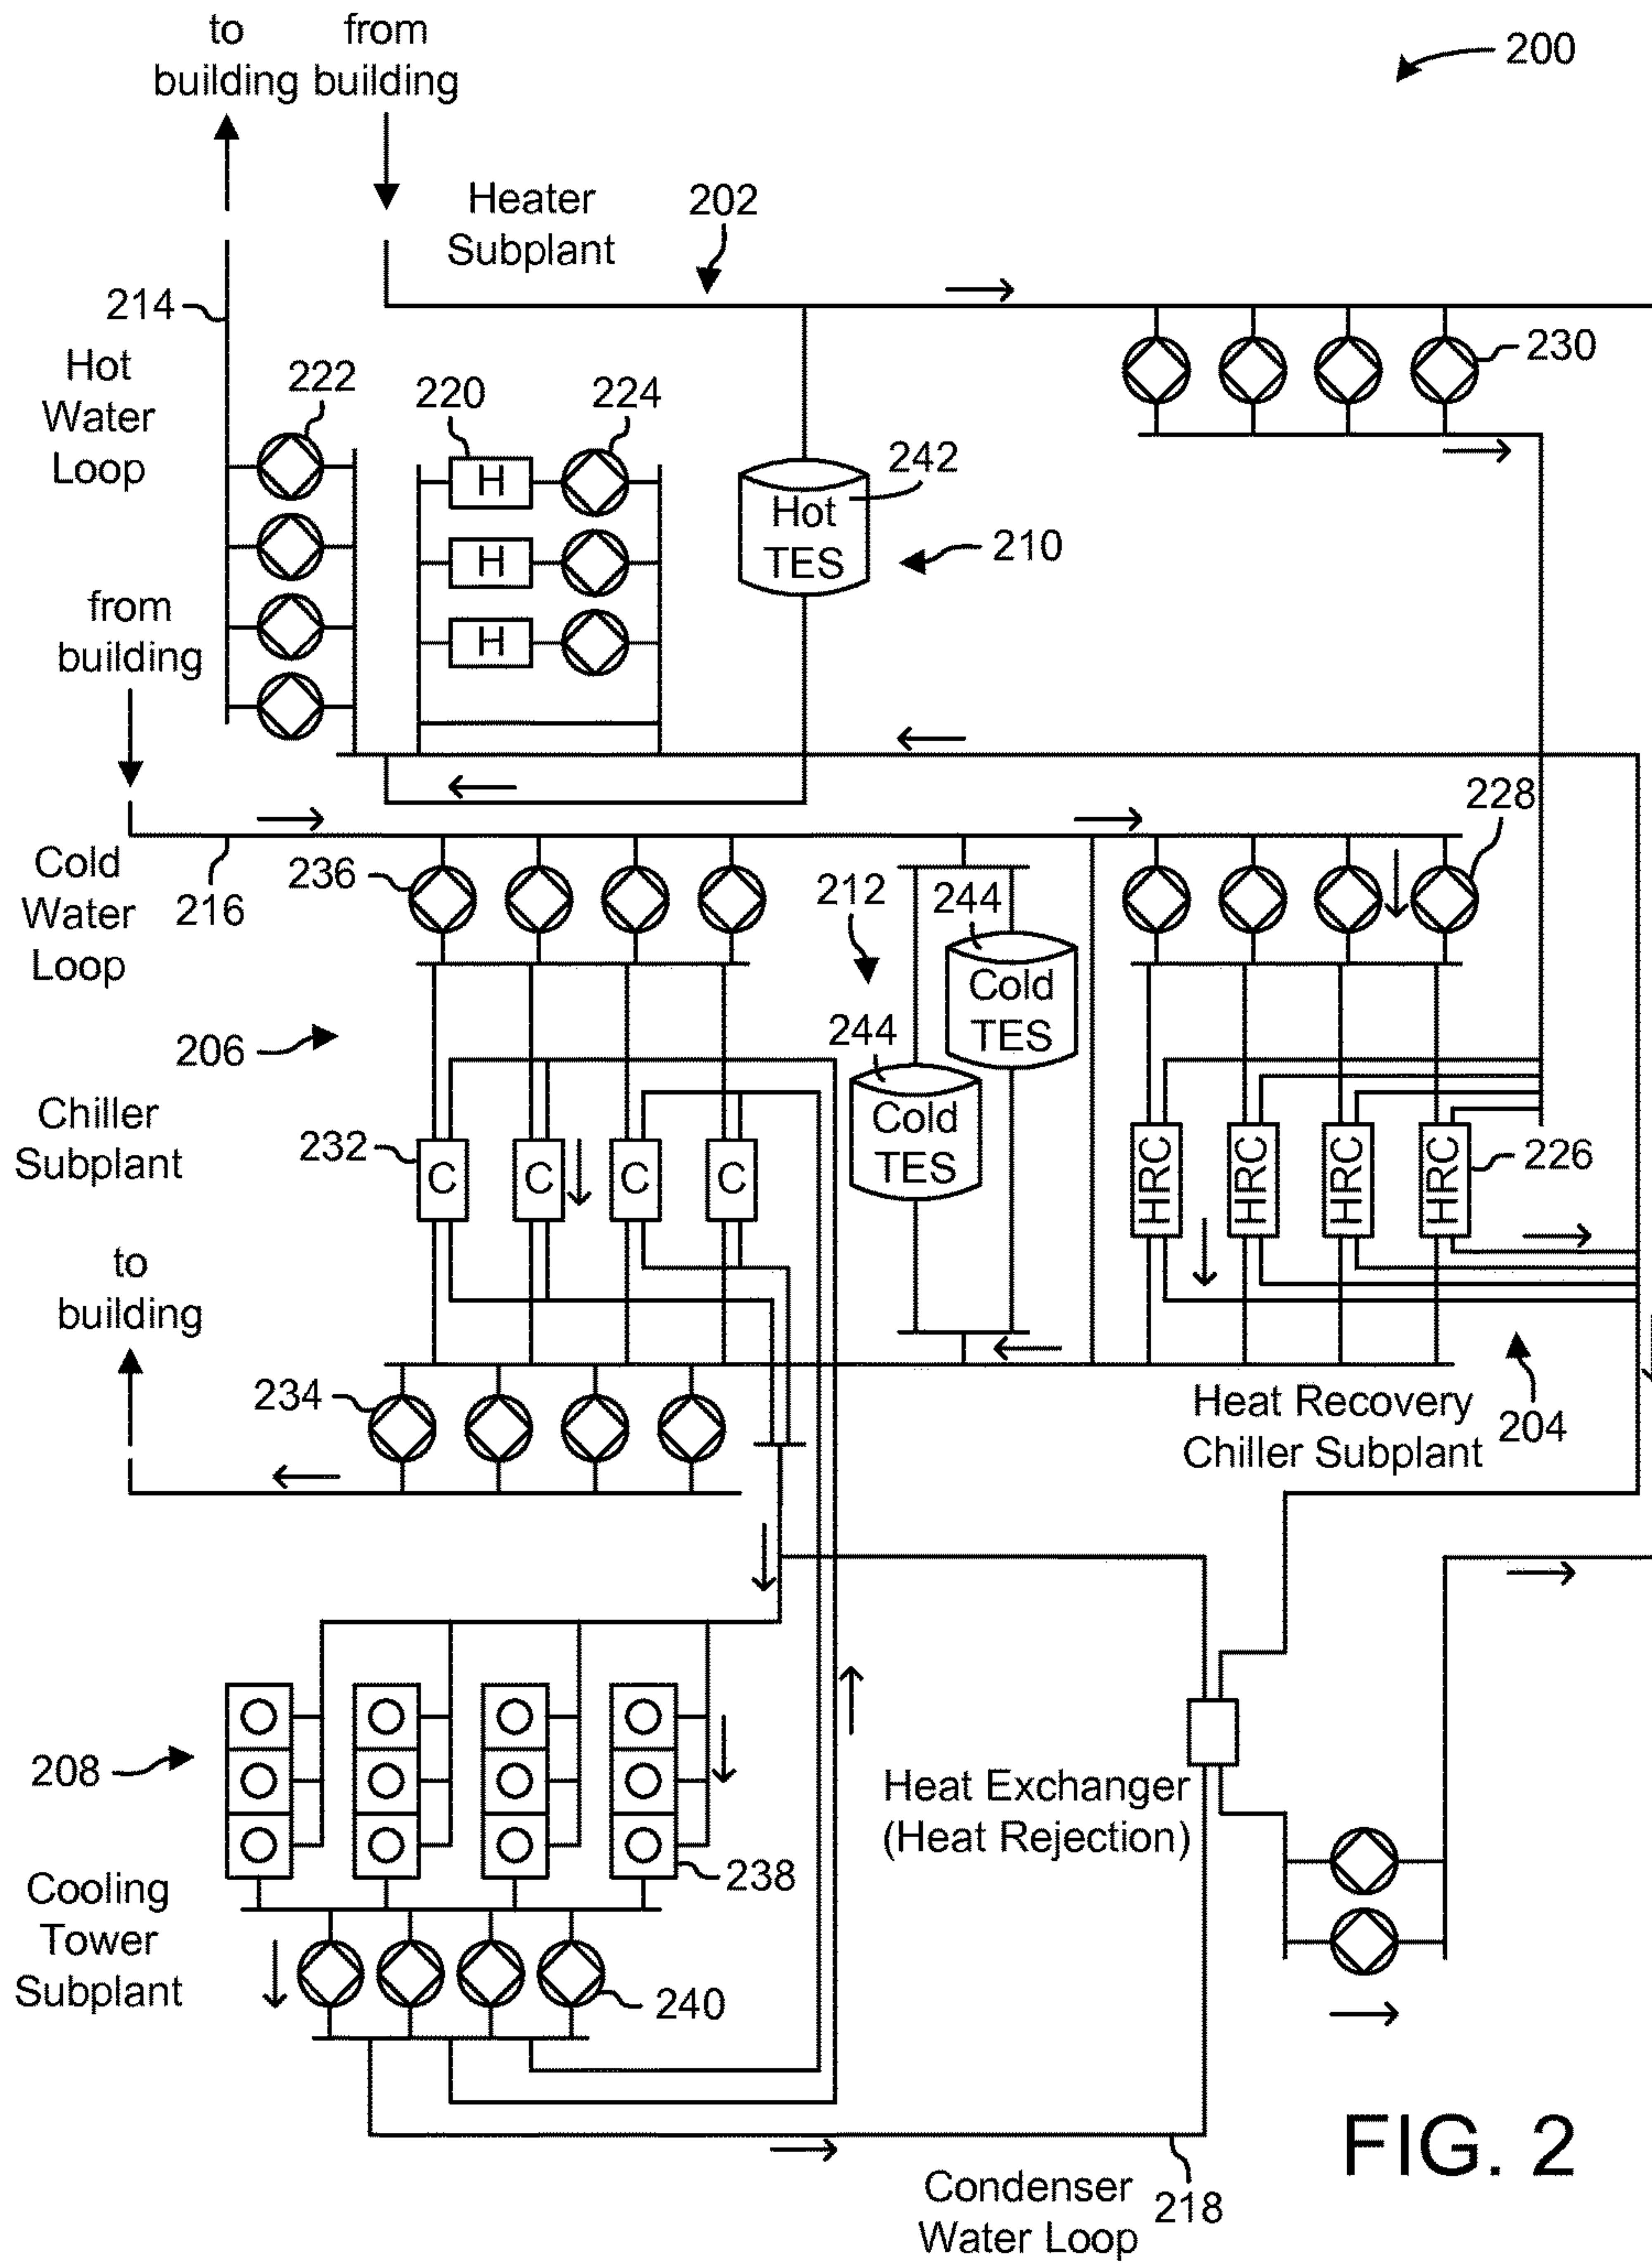 to
building
from
building
200
Heater
Subplant
202
214
Hot
Water
Loop
222
220
224
230
H
H
H
242
Hot
TES
210
from
building
228
Cold
Water
Loop
216
236
212
244
Cold
TES
244
Cold
TES
206
Chiller
Subplant
232
C
C
C
C
HRC
HRC
HRC
HRC
226
to
building
234
Heat Recovery
Chiller Subplant
204
208
Heat Exchanger
(Heat Rejection)
238
Cooling
Tower
Subplant
240
Condenser
Water Loop
218
FIG. 2